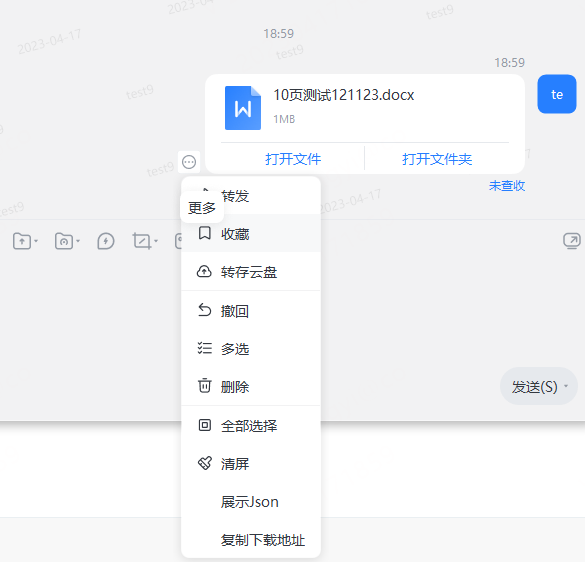 2023-04-17
test9
18:59
test9
test9
18:59
10页测试121123.docx
te
1MB
打开文件
打开文件夹
未查收
test9
2023-04-17
test9
转发
更多
收藏
转存云盘
撤回
多选
删除
发送(S)
全部选择
清屏
展示Json
复制下载地址